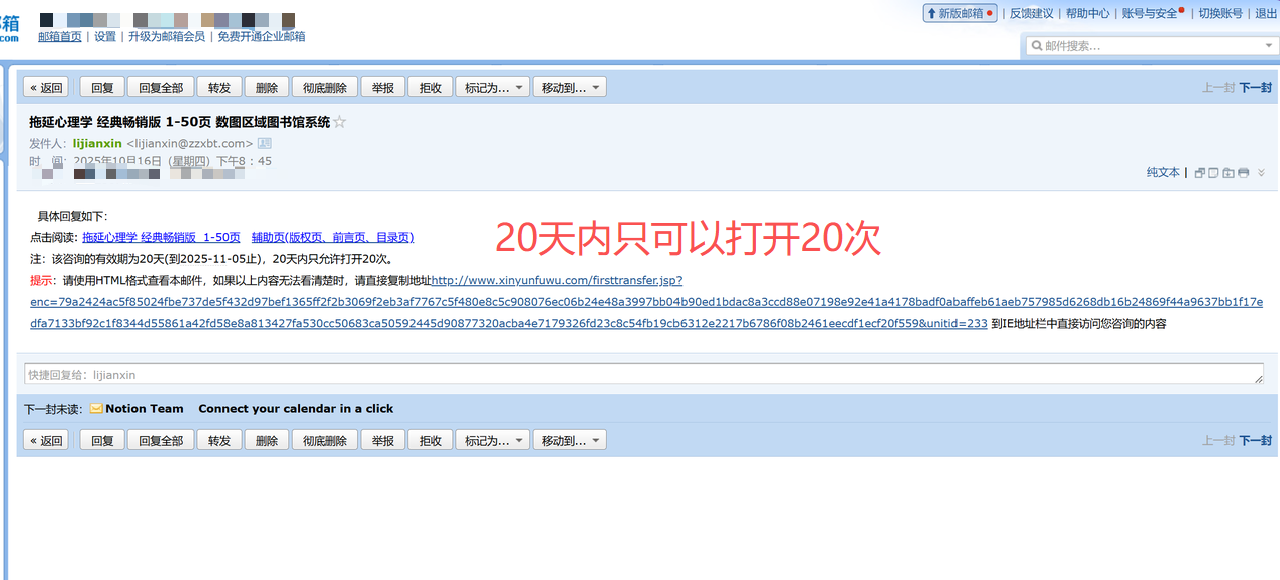 邮箱
.com
邮箱首页 | 设置 | 升级为邮箱会员 | 免费开通企业邮箱
新版邮箱 | 反馈建议 | 帮助中心 | 账号与安全 | 切换账号 | 退出
邮件搜索...
« 返回 回复 回复全部 转发 删除 彻底删除 举报 拒收 标记为... 移动到... 上一封 下一封
拖延心理学 经典畅销版 1-50页 数图区域图书馆系统
发件人：lijianxin <lijianxin@zzxbt.com>
时 间：2025年10月16日（星期四）下午8：45
纯文本 |
具体回复如下：
点击阅读: 拖延心理学 经典畅销版 1-50页 辅助页(版权页、前言页、目录页)
20天内只可以打开20次
注：该咨询的有效期为20天(到2025-11-05止)，20天内只允许打开20次。
提示：请使用HTML格式查看本邮件，如果以上内容无法看清楚时，请直接复制地址http://www.xinyunfuwu.com/firsttransfer.jsp?
enc=79a2424ac5f85024fbe737de5f432d97bef1365ff2f2b3069f2eb3af7767c5f480e8c5c908076ec06b24e48a3997bb04b90ed1bdac8a3ccd88e07198e92e41a4178badf0abaffeb61aeb757985d6268db16b24869f44a9637bb1f17e
dfa7133bf92c1f8344d55861a42fd58e8a813427fa530cc50683ca50592445d90877320acba4e7179326fd23c8c54fb19cb6312e2217b6786f08b2461eecdf1ecf20f559&unitid=233 到IE地址栏中直接访问您咨询的内容
快捷回复给：lijianxin
下一封未读： Notion Team Connect your calendar in a click
« 返回 回复 回复全部 转发 删除 彻底删除 举报 拒收 标记为... 移动到... 上一封 下一封